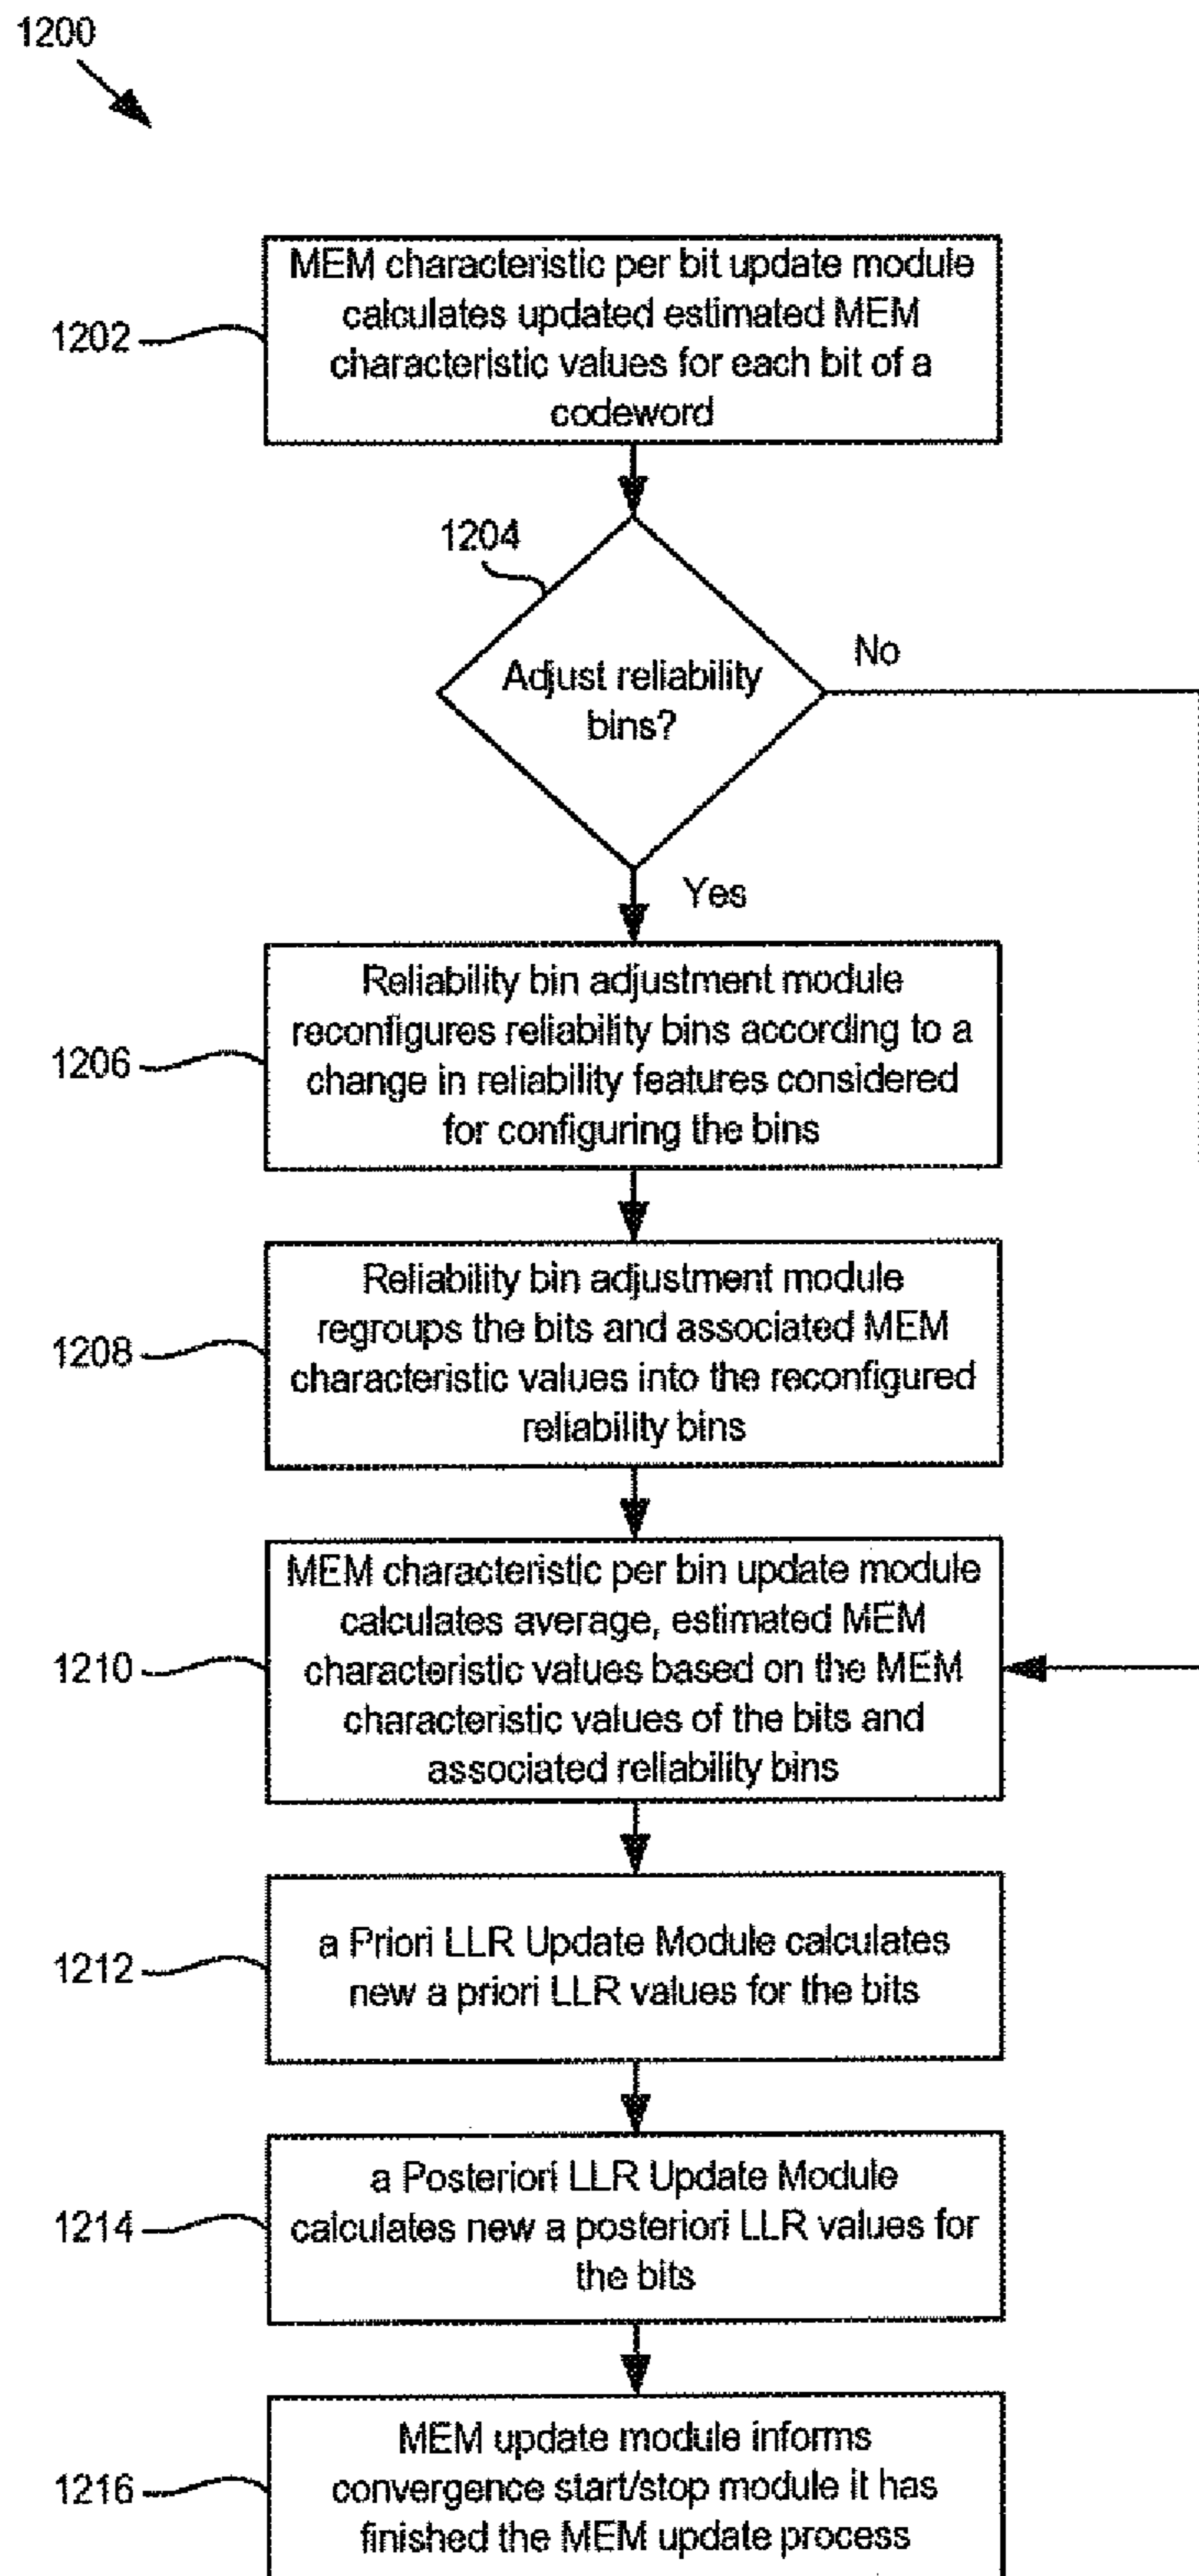 1200
MEM characteristic per bit update module
calculates updated estimated MEM
characteristic values for each bit of a
codeword
1202
1204
Adjust reliability
bins?
No
Yes
Reliability bin adjustment module
reconfigures reliability bins according to a
change in reliability features considered
for configuring the bins
1206
Reliability bin adjustment module
regroups the bits and associated MEM
characteristic values into the reconfigured
reliability bins
1208
MEM characteristic per bin update module
calculates average, estimated MEM
characteristic values based on the MEM
characteristic values of the bits and
associated reliability bins
1210
a Priori LLR Update Module calculates
new a priori LLR values for the bits
1212
a Posteriori LLR Update Module
calculates new a posteriori LLR values for
the bits
1214
MEM update module informs
convergence start/stop module it has
finished the MEM update process
1216